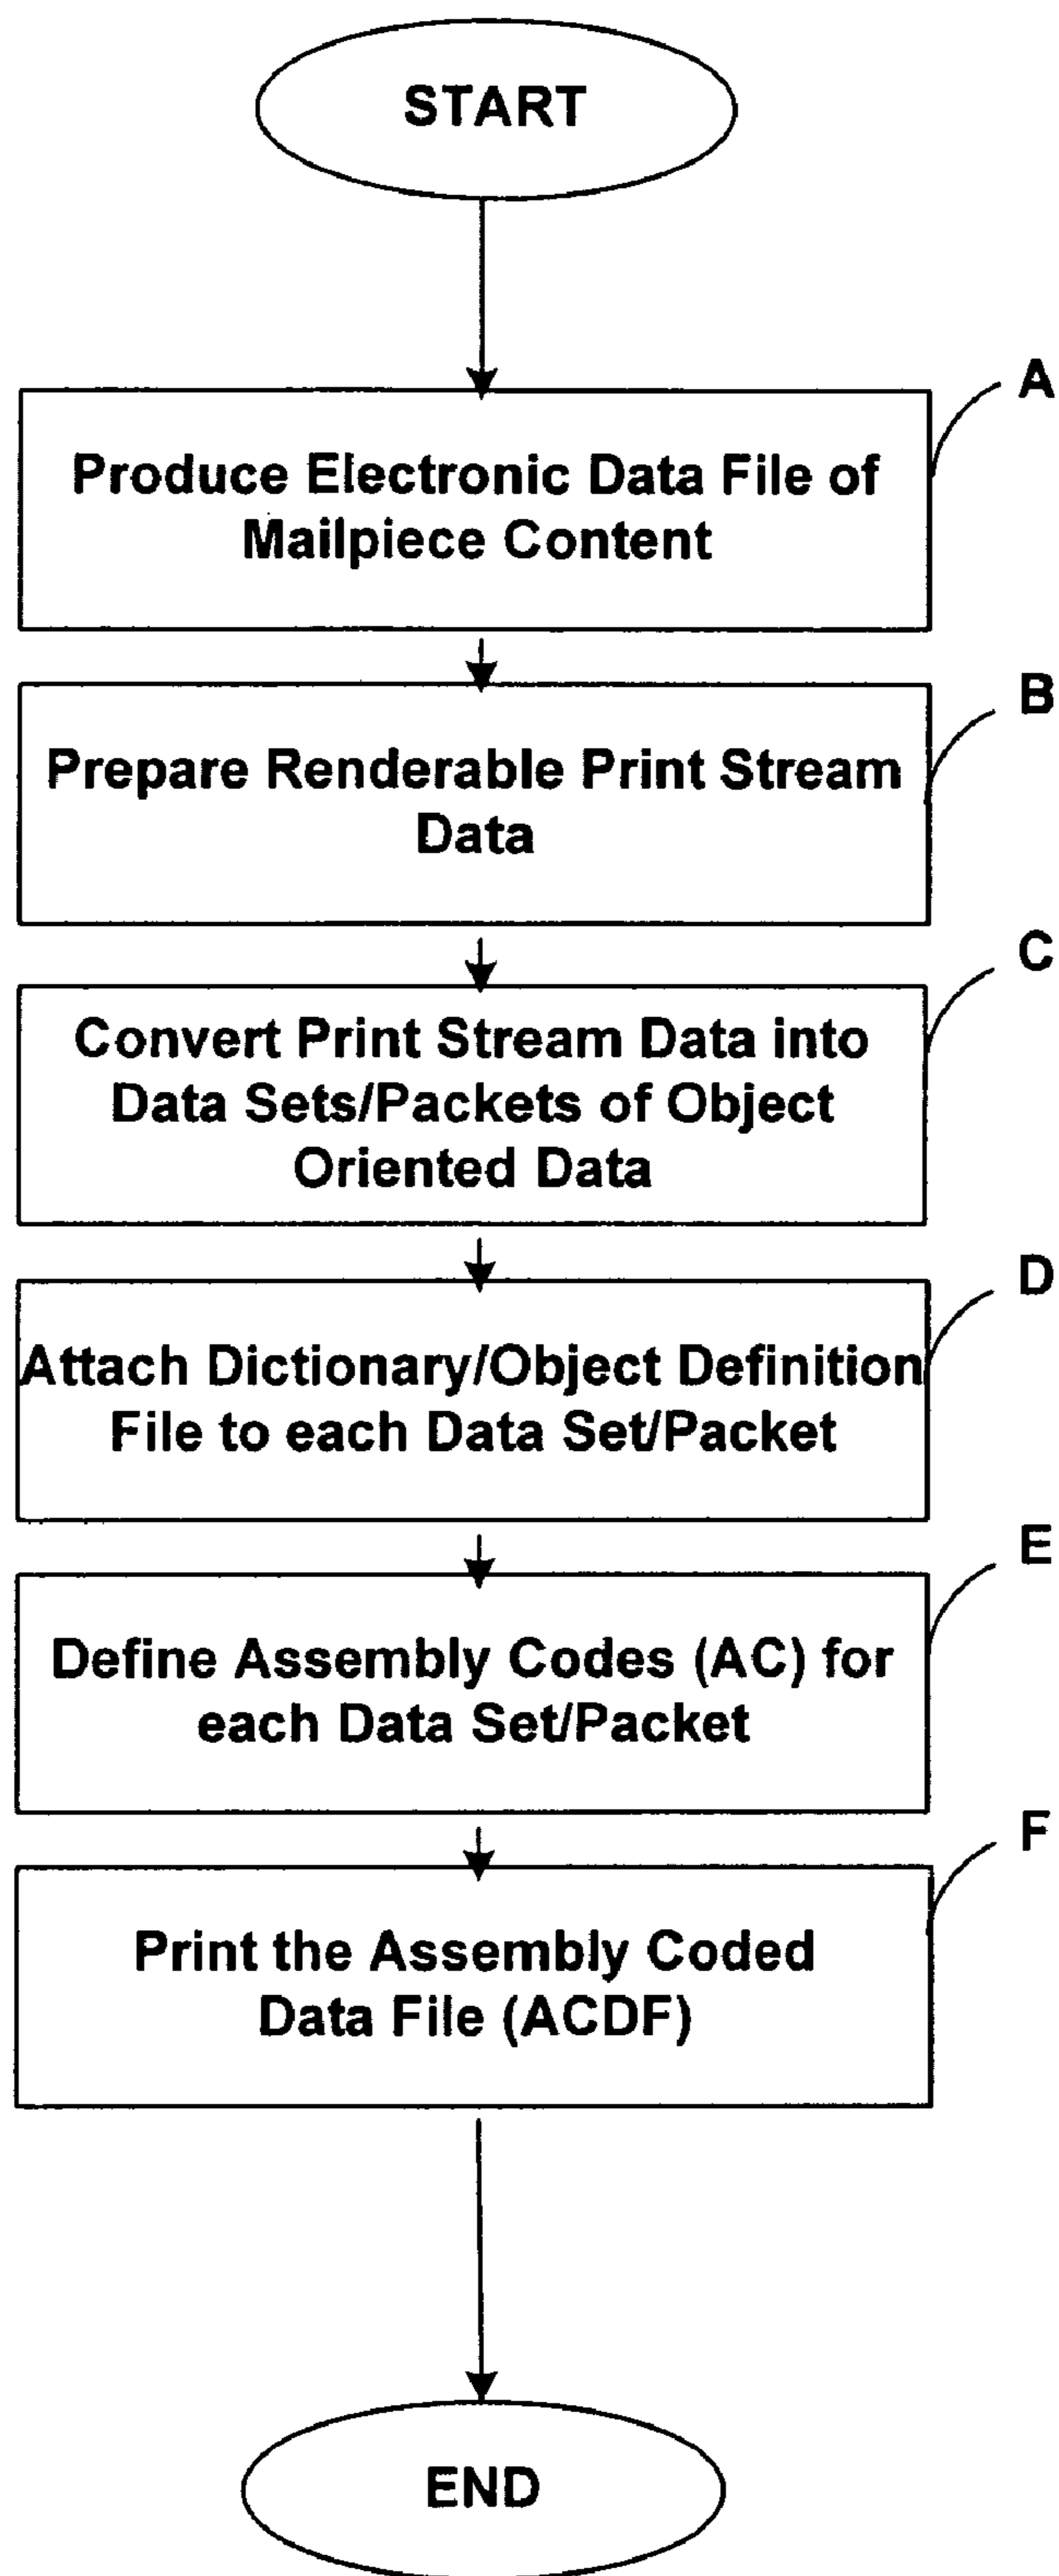 START
A
Produce Electronic Data File of
Mailpiece Content
B
Prepare Renderable Print Stream
Data
C
Convert Print Stream Data into
Data Sets/Packets of Object
Oriented Data
D
Attach Dictionary/Object Definition
File to each Data Set/Packet
E
Define Assembly Codes (AC) for
each Data Set/Packet
F
Print the Assembly Coded
Data File (ACDF)
END